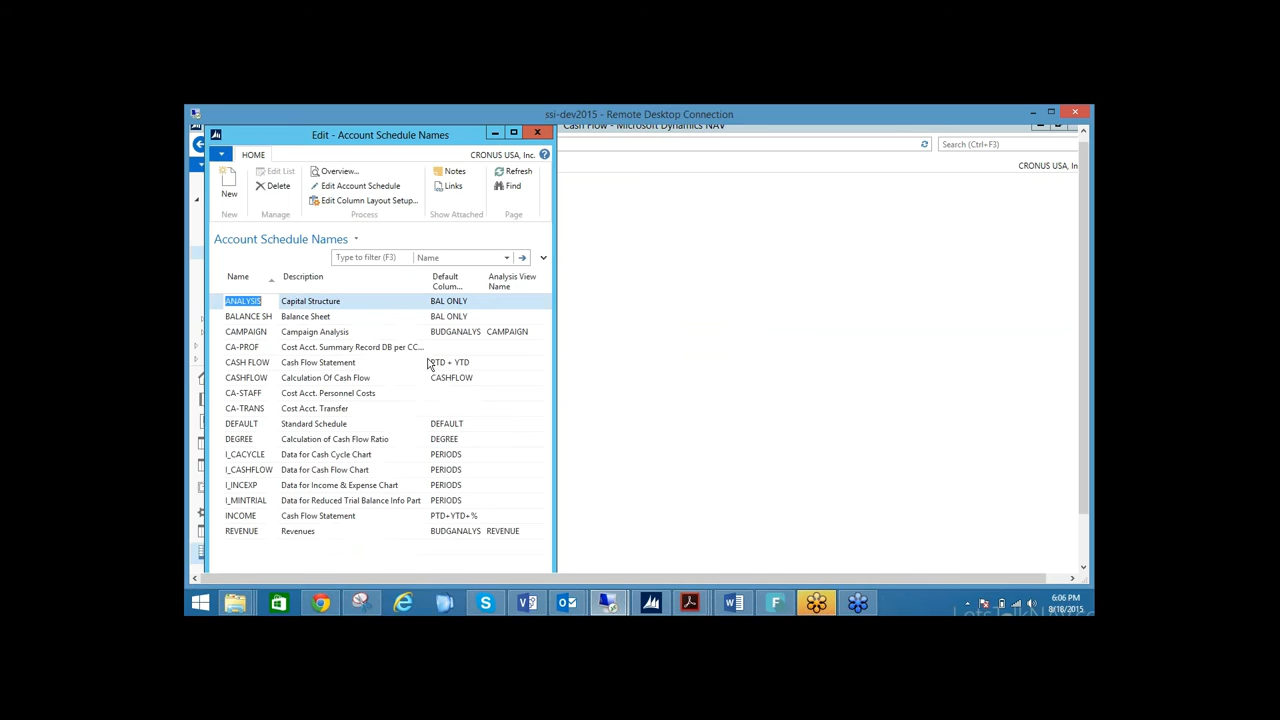 ssi-dev2015 - Remote Desktop Connection
Edit - Account Schedule Names
Cash Flow - Microsoft Dynamics NAV
Search (Ctrl+F3)
HOME
CRONUS USA, Inc.
CRONUS USA, In
New
Edit List
Delete
Overview...
Edit Account Schedule
Edit Column Layout Setup...
Notes
Links
Refresh
Find
New
Manage
Process
Show Attached
Page
Account Schedule Names
Type to filter (F3)
Name
Name
Description
Default Colum...
Analysis View Name
ANALYSIS Capital Structure BAL ONLY
BALANCE SH Balance Sheet BAL ONLY
CAMPAIGN Campaign Analysis BUDGANALYS CAMPAIGN
CA-PROF Cost Acct. Summary Record DB per CC...
CASH FLOW Cash Flow Statement PTD + YTD
CASHFLOW Calculation Of Cash Flow CASHFLOW
CA-STAFF Cost Acct. Personnel Costs
CA-TRANS Cost Acct. Transfer
DEFAULT Standard Schedule DEFAULT
DEGREE Calculation of Cash Flow Ratio DEGREE
I_CACYCLE Data for Cash Cycle Chart PERIODS
I_CASHFLOW Data for Cash Flow Chart PERIODS
I_INCEXP Data for Income & Expense Chart PERIODS
I_MINTRIAL Data for Reduced Trial Balance Info Part PERIODS
INCOME Cash Flow Statement PTD+YTD+%
REVENUE Revenues BUDGANALYS REVENUE
6:06 PM
8/18/2015